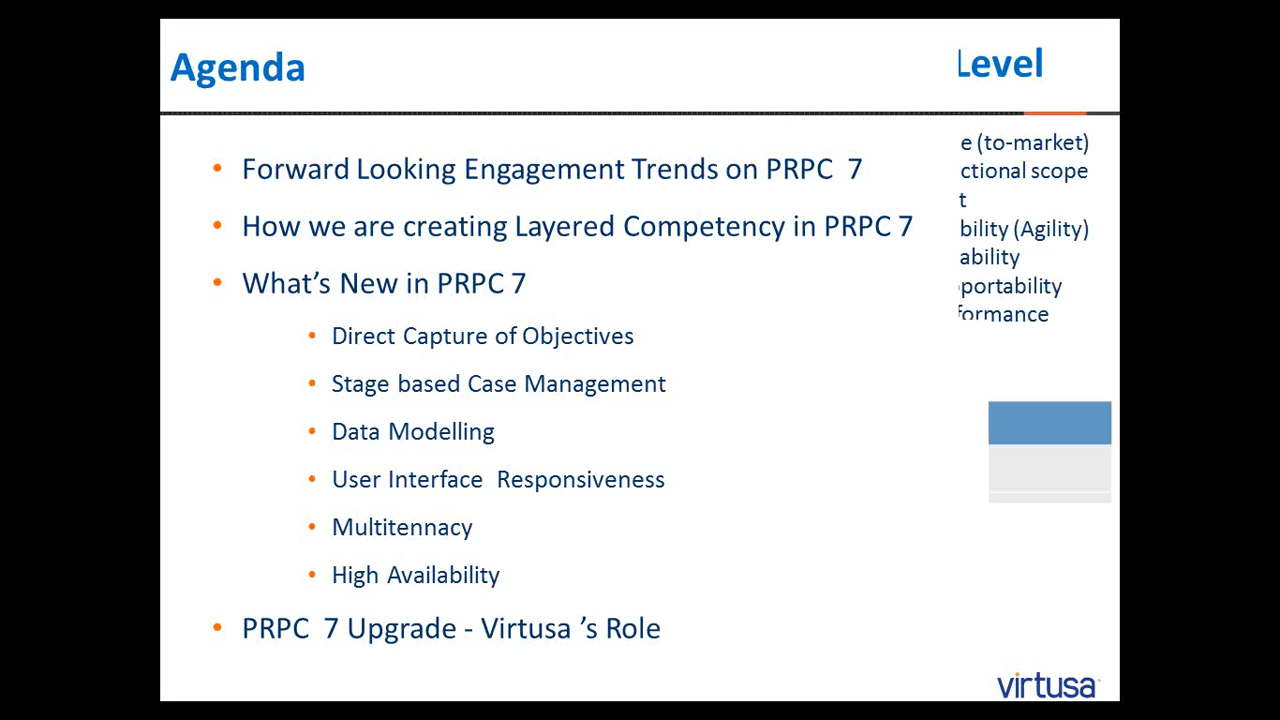 Agenda
Level
Forward Looking Engagement Trends on PRPC 7
How we are creating Layered Competency in PRPC 7
What's New in PRPC 7
Direct Capture of Objectives
Stage based Case Management
Data Modelling
User Interface Responsiveness
Multitennacy
High Availability
PRPC 7 Upgrade - Virtusa 's Role
e (to-market)
ctional scope
t
bility (Agility)
ability
portability
formance
virtusa